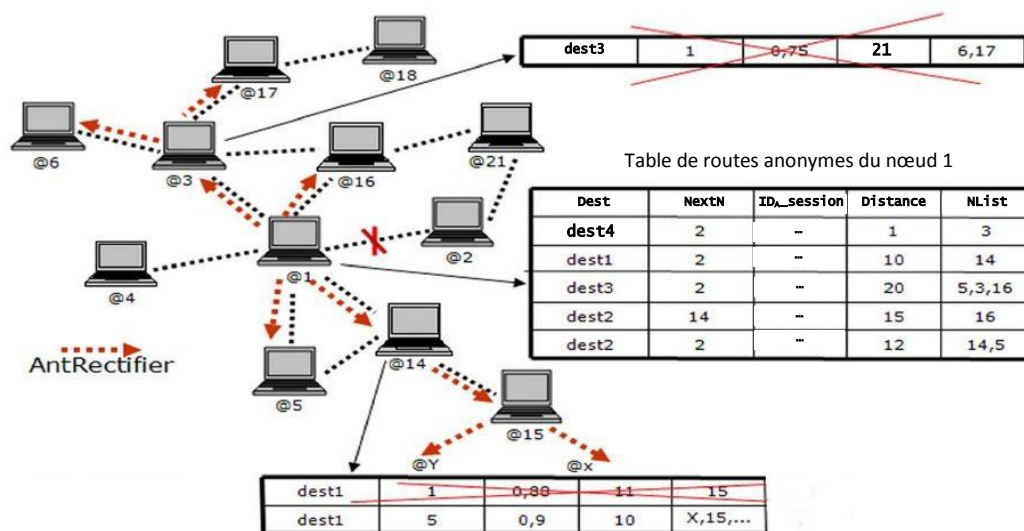 dest3 1 0,75 21 6,17
@18
@17
@6
@3
@16
@21
Table de routes anonymes du nœud 1
Dest NextN IDA_session Distance NList
dest4 2 … 1 3
dest1 2 … 10 14
dest3 2 … 20 5,3,16
dest2 14 … 15 16
dest2 2 … 12 14,5
@2
@1
@4
AntRectifier
@14
@5
@15
@Y @x
dest1 1 0,88 11 15
dest1 5 0,9 10 X,15,...